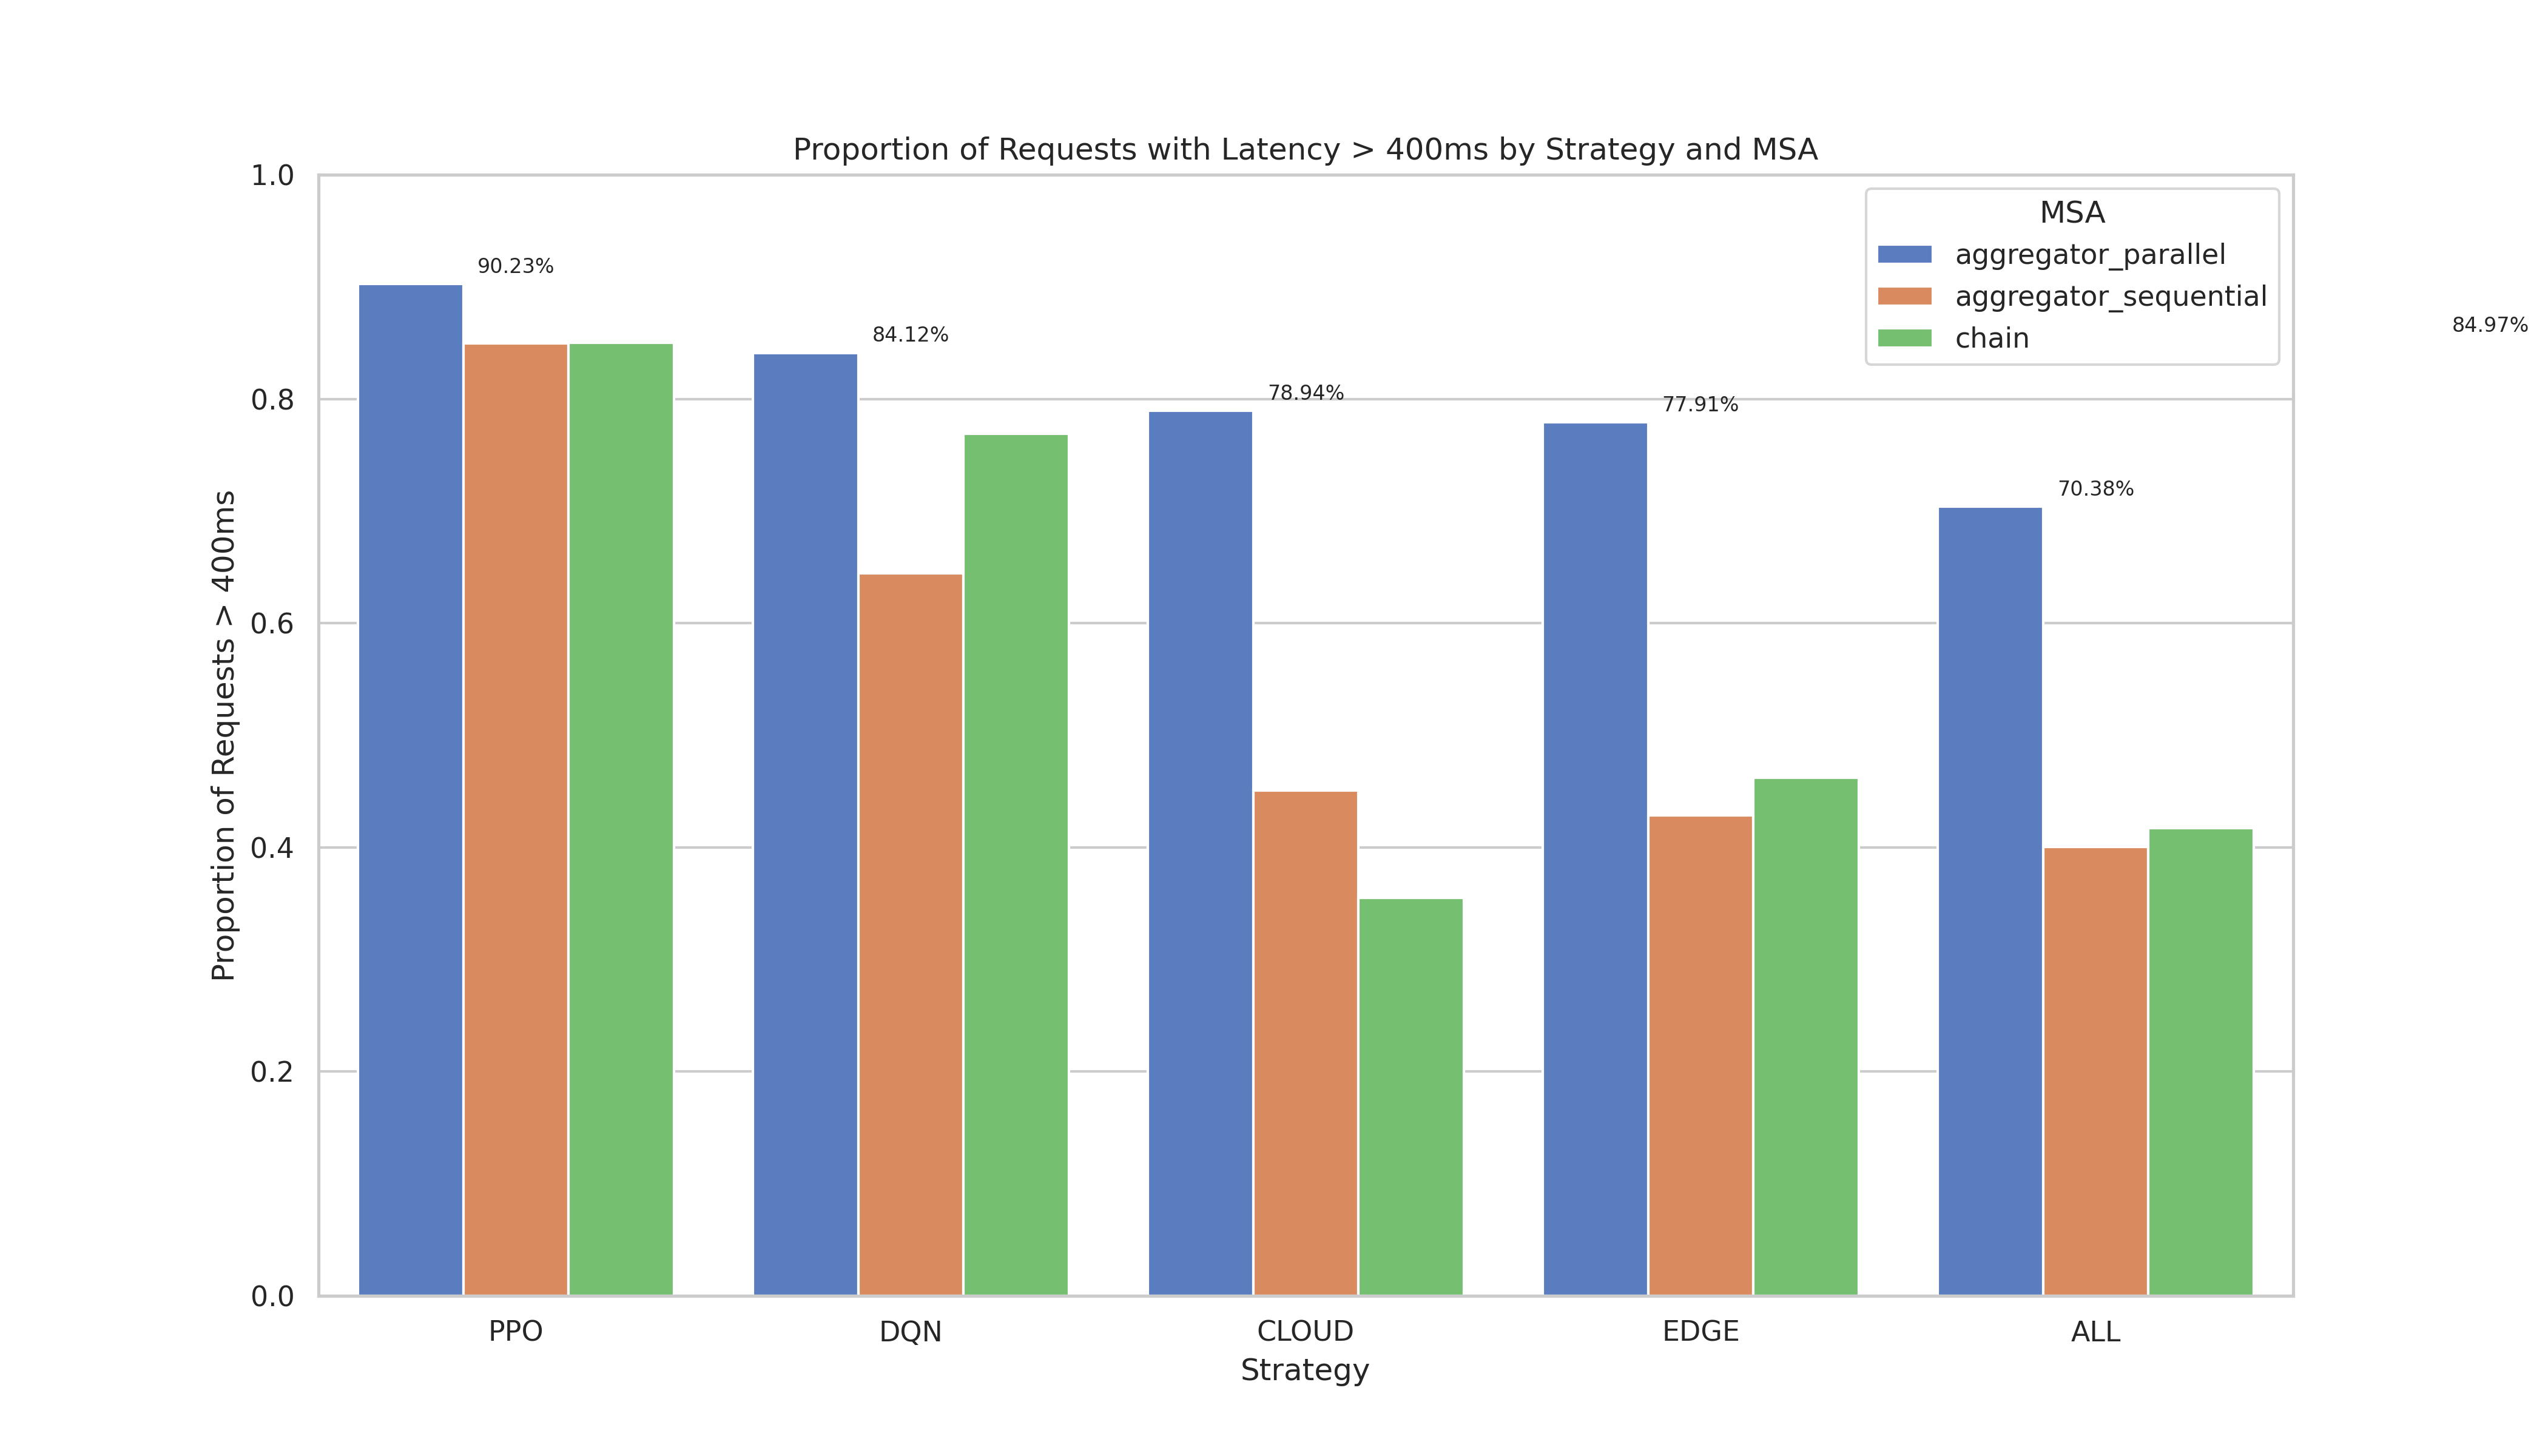 Proportion of Requests with Latency > 400ms by Strategy and MSA
Proportion of Requests > 400ms
1.0
0.8
0.6
0.4
0.2
0.0
90.23%
84.12%
78.94%
77.91%
70.38%
84.97%
MSA
aggregator_parallel
aggregator_sequential
chain
PPO
DQN
CLOUD
EDGE
ALL
Strategy